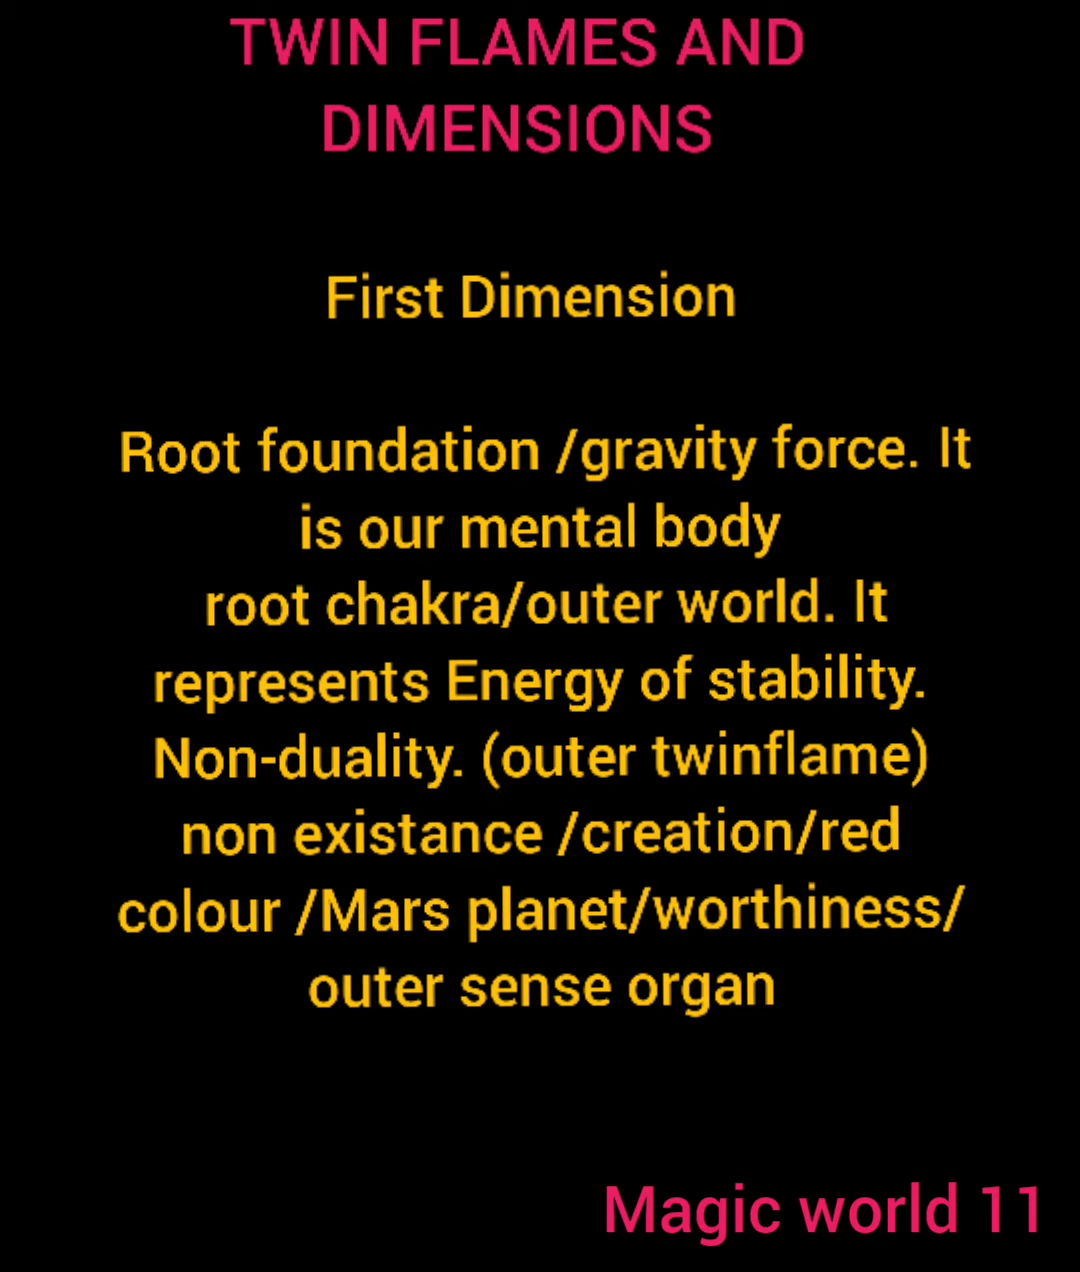 TWIN FLAMES AND
DIMENSIONS
First Dimension
Root foundation /gravity force. It
is our mental body
root chakra/outer world. It
represents Energy of stability.
Non-duality. (outer twinflame)
non existance /creation/red
colour /Mars planet/worthiness/
outer sense organ
Magic world 11